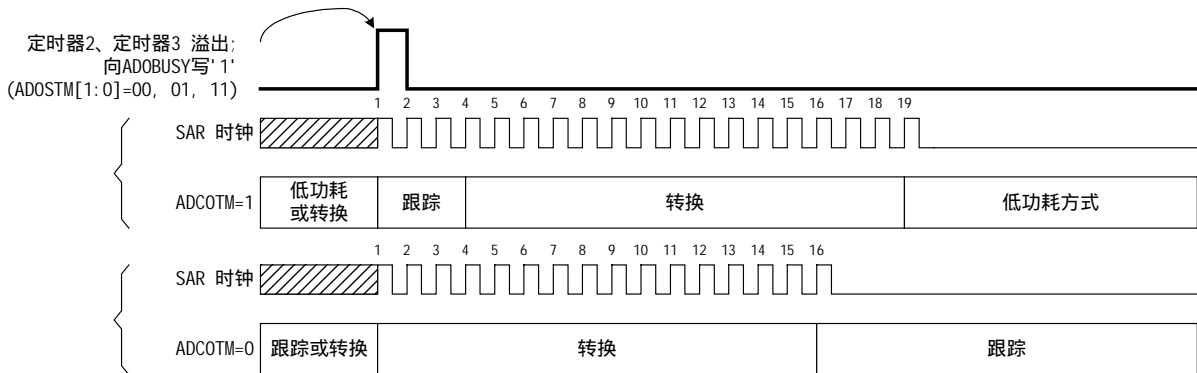 定时器2、定时器3 溢出;
向ADOBUSY写'1'
(ADOSTM[1:0]=00, 01, 11)
1 2 3 4 5 6 7 8 9 10 11 12 13 14 15 16 17 18 19
SAR 时钟
ADCOTM=1 低功耗或转换 跟踪 转换 低功耗方式
1 2 3 4 5 6 7 8 9 10 11 12 13 14 15 16
SAR 时钟
ADCOTM=0 跟踪或转换 转换 跟踪